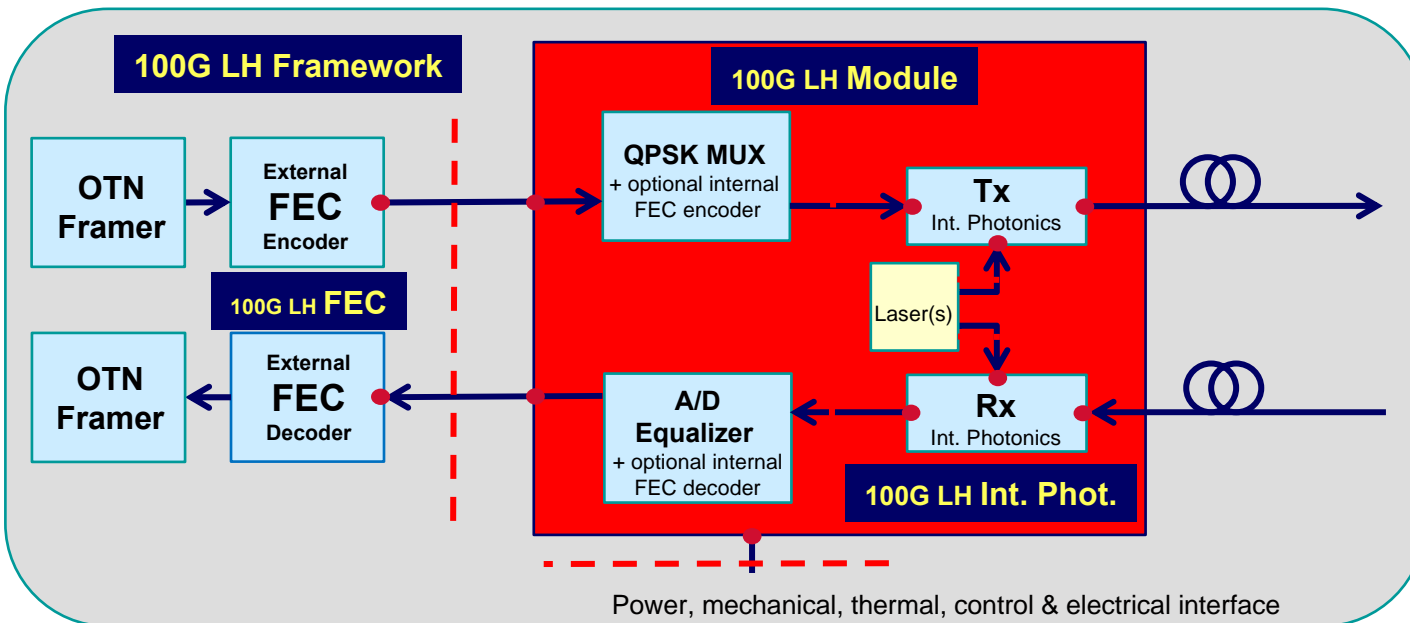 100G LH Framework
100G LH Module
OTN
Framer
External
FEC
Encoder
QPSK MUX
+ optional internal
FEC encoder
Tx
Int. Photonics
100G LH FEC
Laser(s)
OTN
Framer
External
FEC
Decoder
A/D
Equalizer
+ optional internal
FEC decoder
Rx
Int. Photonics
100G LH Int. Phot.
Power, mechanical, thermal, control & electrical interface